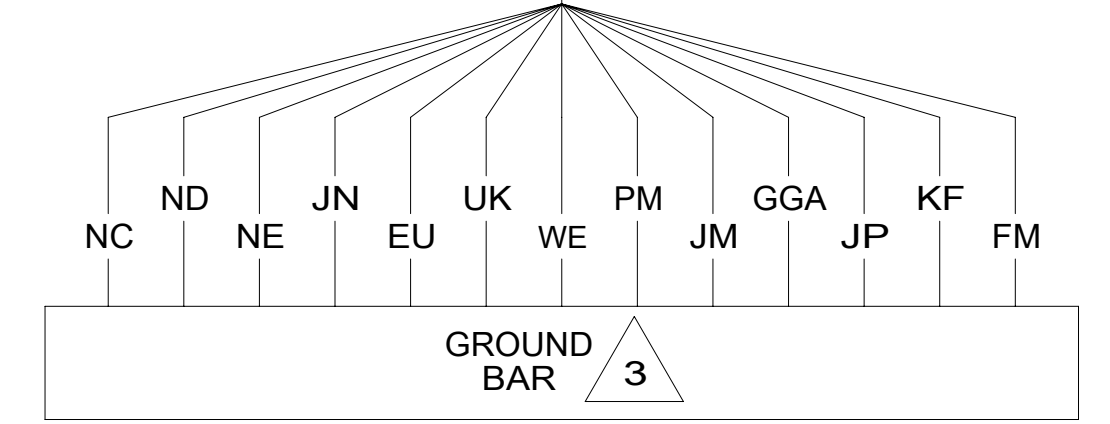 ND JN UK PM GGA KF
NC NE EU WE JM JP FM
GROUND
BAR
3